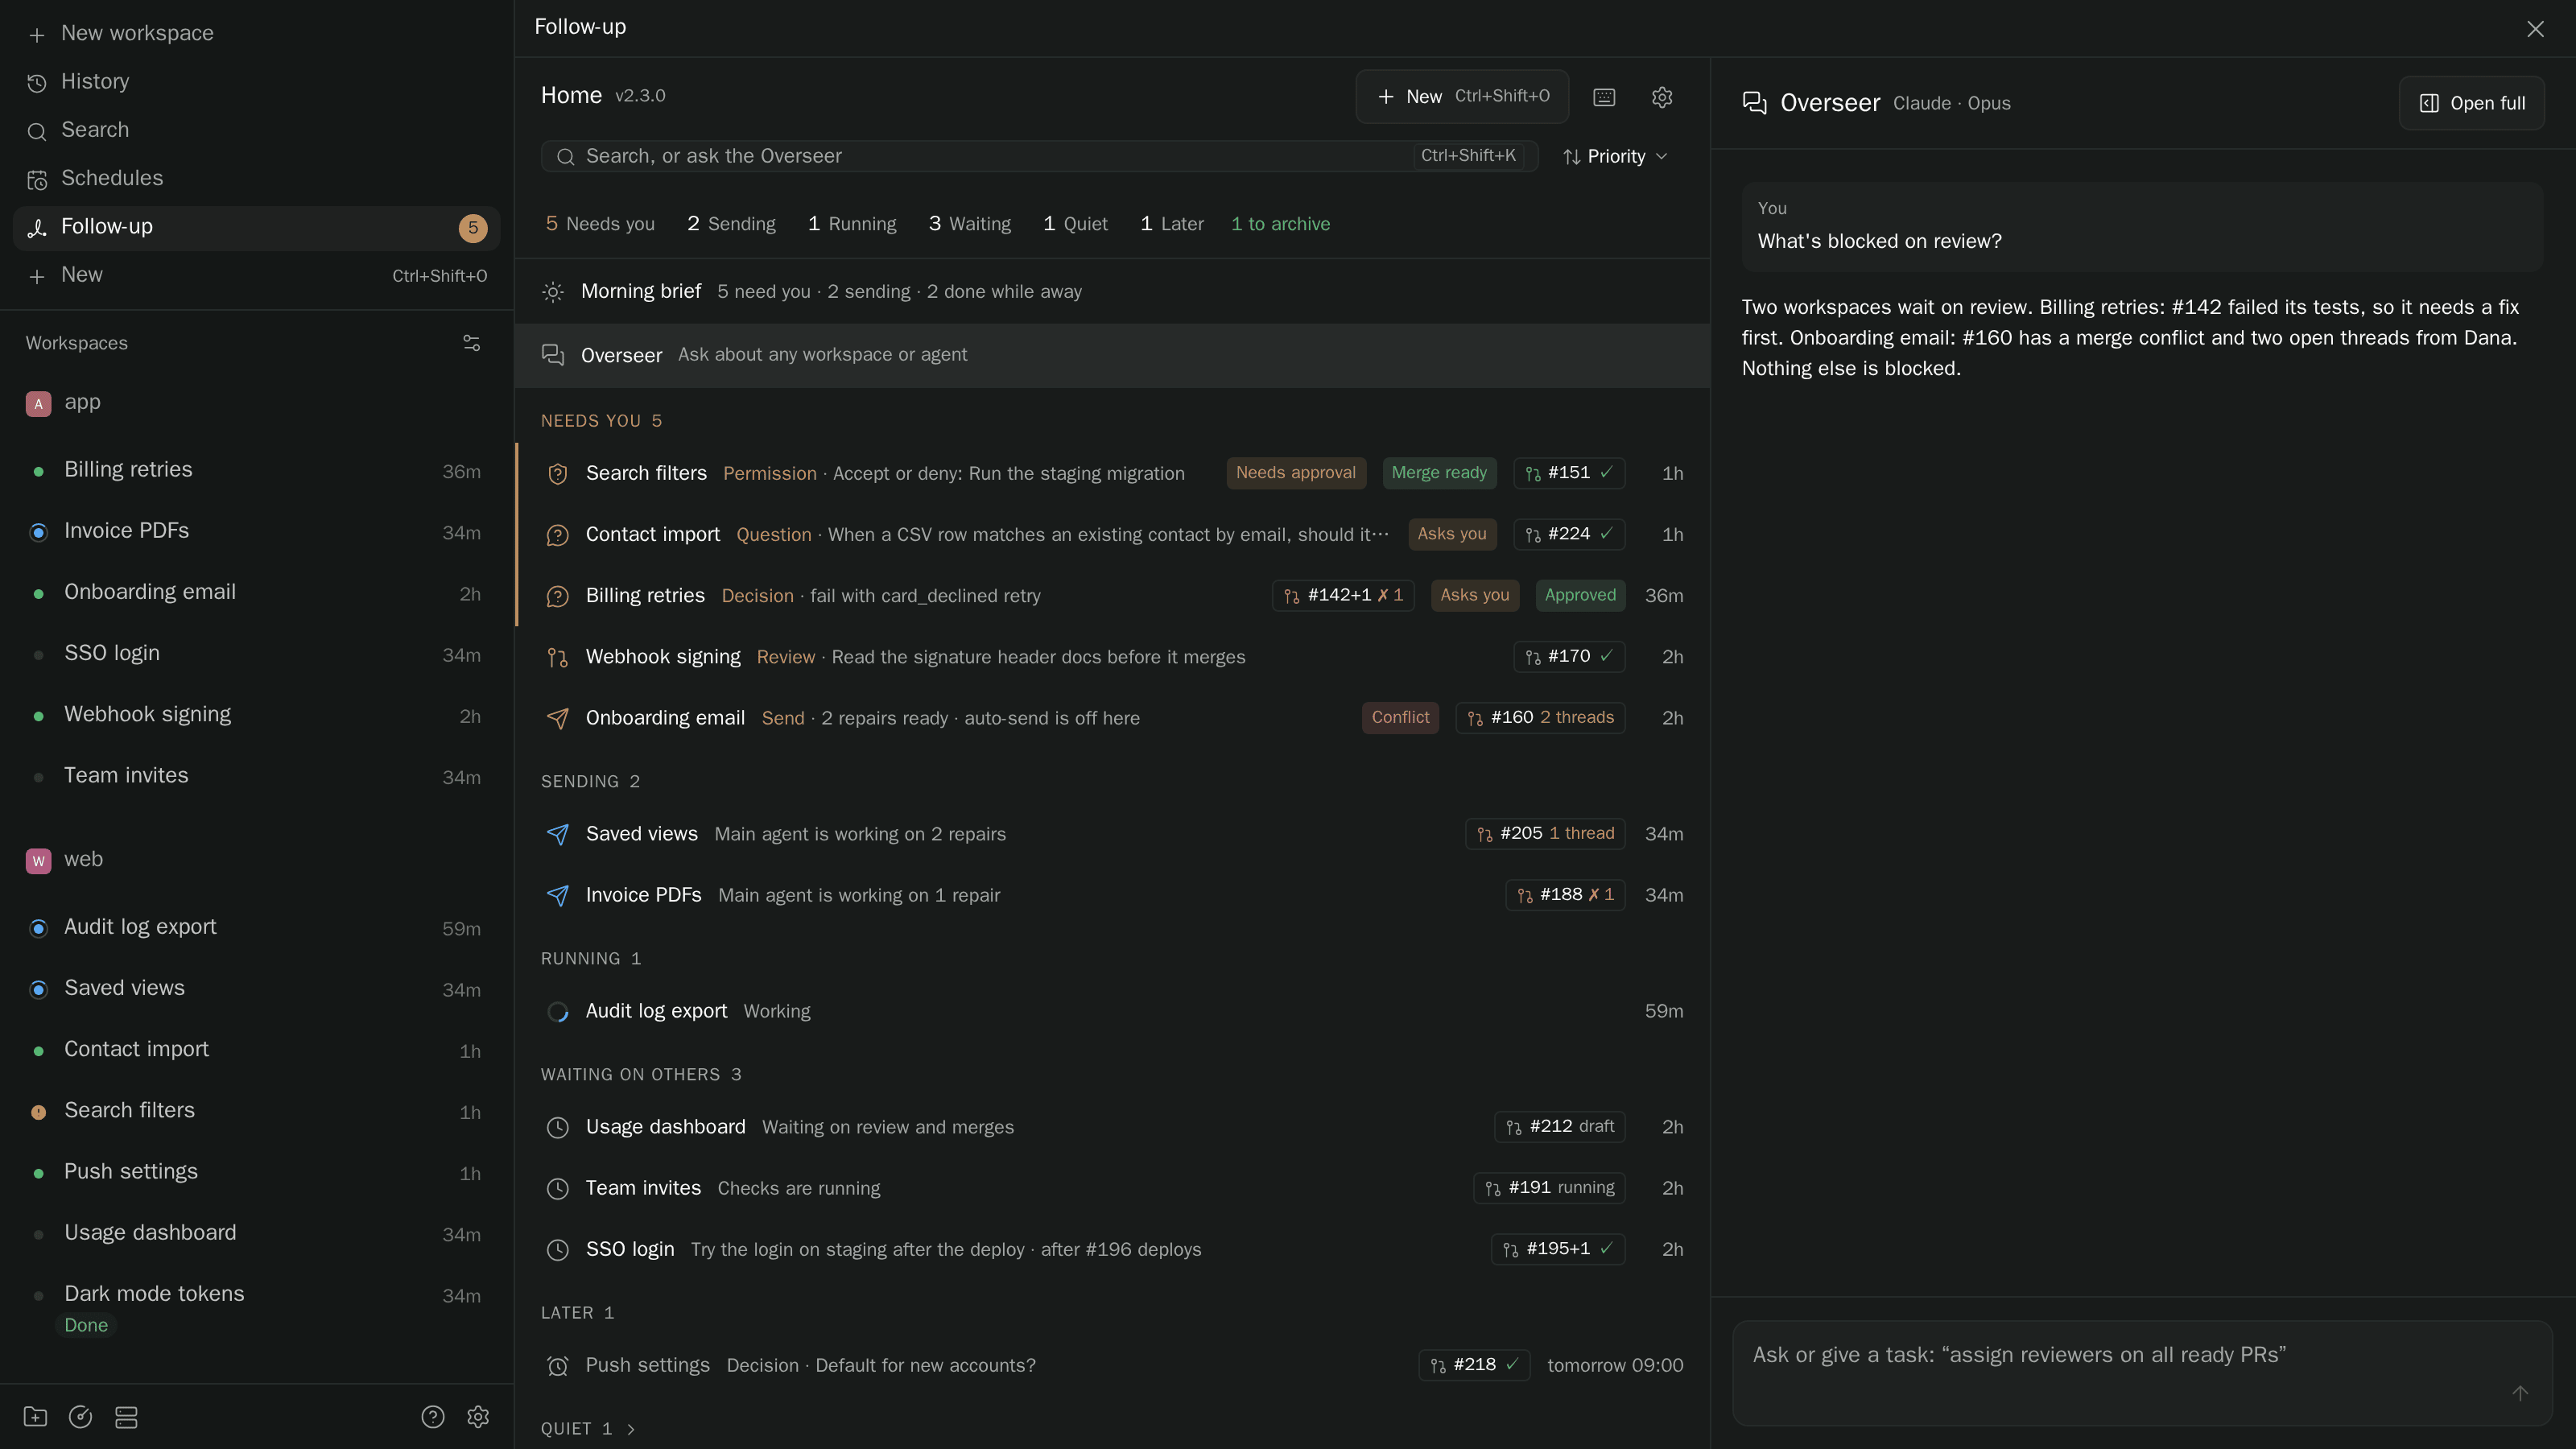 New workspace
History
Search
Schedules
Follow-up 5
New Ctrl+Shift+O
Workspaces
A app
Billing retries 36m
Invoice PDFs 34m
Onboarding email 2h
SSO login 34m
Webhook signing 2h
Team invites 34m
W web
Audit log export 59m
Saved views 34m
Contact import 1h
Search filters 1h
Push settings 1h
Usage dashboard 34m
Dark mode tokens 34m
Done
Follow-up
Home v2.3.0 New Ctrl+Shift+O
Search, or ask the Overseer Ctrl+Shift+K Priority
5 Needs you 2 Sending 1 Running 3 Waiting 1 Quiet 1 Later 1 to archive
Morning brief 5 need you · 2 sending · 2 done while away
Overseer Ask about any workspace or agent
NEEDS YOU 5
Search filters Permission · Accept or deny: Run the staging migration Needs approval Merge ready #151 ✓ 1h
Contact import Question · When a CSV row matches an existing contact by email, should it··· Asks you #224 ✓ 1h
Billing retries Decision · fail with card_declined retry #142+1 ✗ 1 Asks you Approved 36m
Webhook signing Review · Read the signature header docs before it merges #170 ✓ 2h
Onboarding email Send · 2 repairs ready · auto-send is off here Conflict #160 2 threads 2h
SENDING 2
Saved views Main agent is working on 2 repairs #205 1 thread 34m
Invoice PDFs Main agent is working on 1 repair #188 ✗ 1 34m
RUNNING 1
Audit log export Working 59m
WAITING ON OTHERS 3
Usage dashboard Waiting on review and merges #212 draft 2h
Team invites Checks are running #191 running 2h
SSO login Try the login on staging after the deploy · after #196 deploys #195+1 ✓ 2h
LATER 1
Push settings Decision · Default for new accounts? #218 ✓ tomorrow 09:00
QUIET 1
Overseer Claude · Opus Open full
You
What's blocked on review?
Two workspaces wait on review. Billing retries: #142 failed its tests, so it needs a fix
first. Onboarding email: #160 has a merge conflict and two open threads from Dana.
Nothing else is blocked.
Ask or give a task: “assign reviewers on all ready PRs”